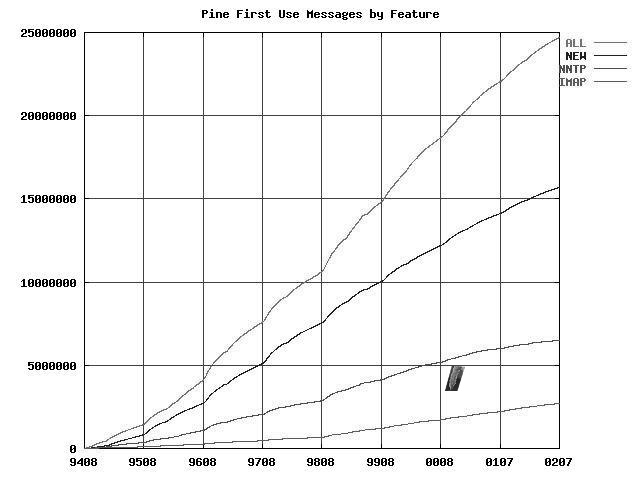 Pine First Use Messages by Feature
25000000
20000000
15000000
10000000
5000000
0
9408 9508 9608 9708 9808 9908 0008 0107 0207
ALL
NEW
NNTP
IMAP